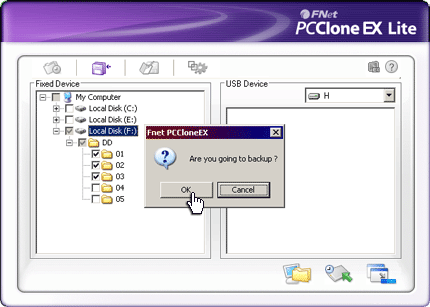 FNet
PCClone EX Lite
Fixed Device
USB Device
My Computer
Local Disk (C:)
Local Disk (E:)
Local Disk (F:)
DD
01
02
03
04
05
H
Fnet PCCloneEX
Are you going to backup ?
OK
Cancel